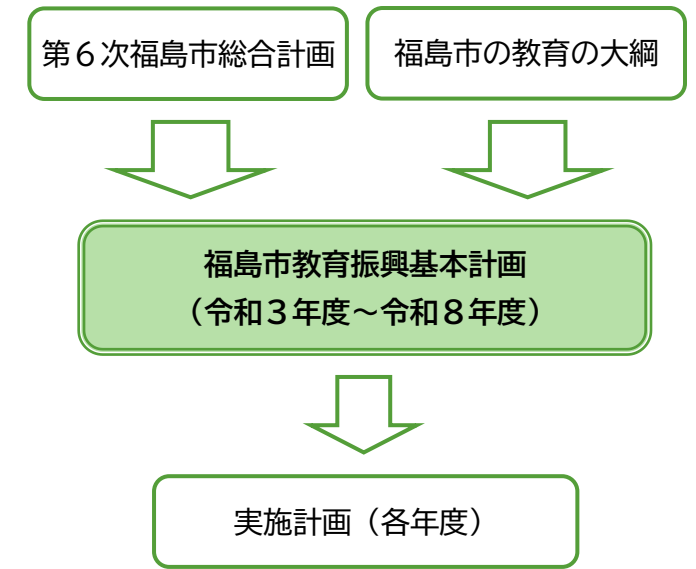 第６次福島市総合計画
福島市の教育の大綱
福島市教育振興基本計画
（令和３年度～令和８年度）
実施計画（各年度）